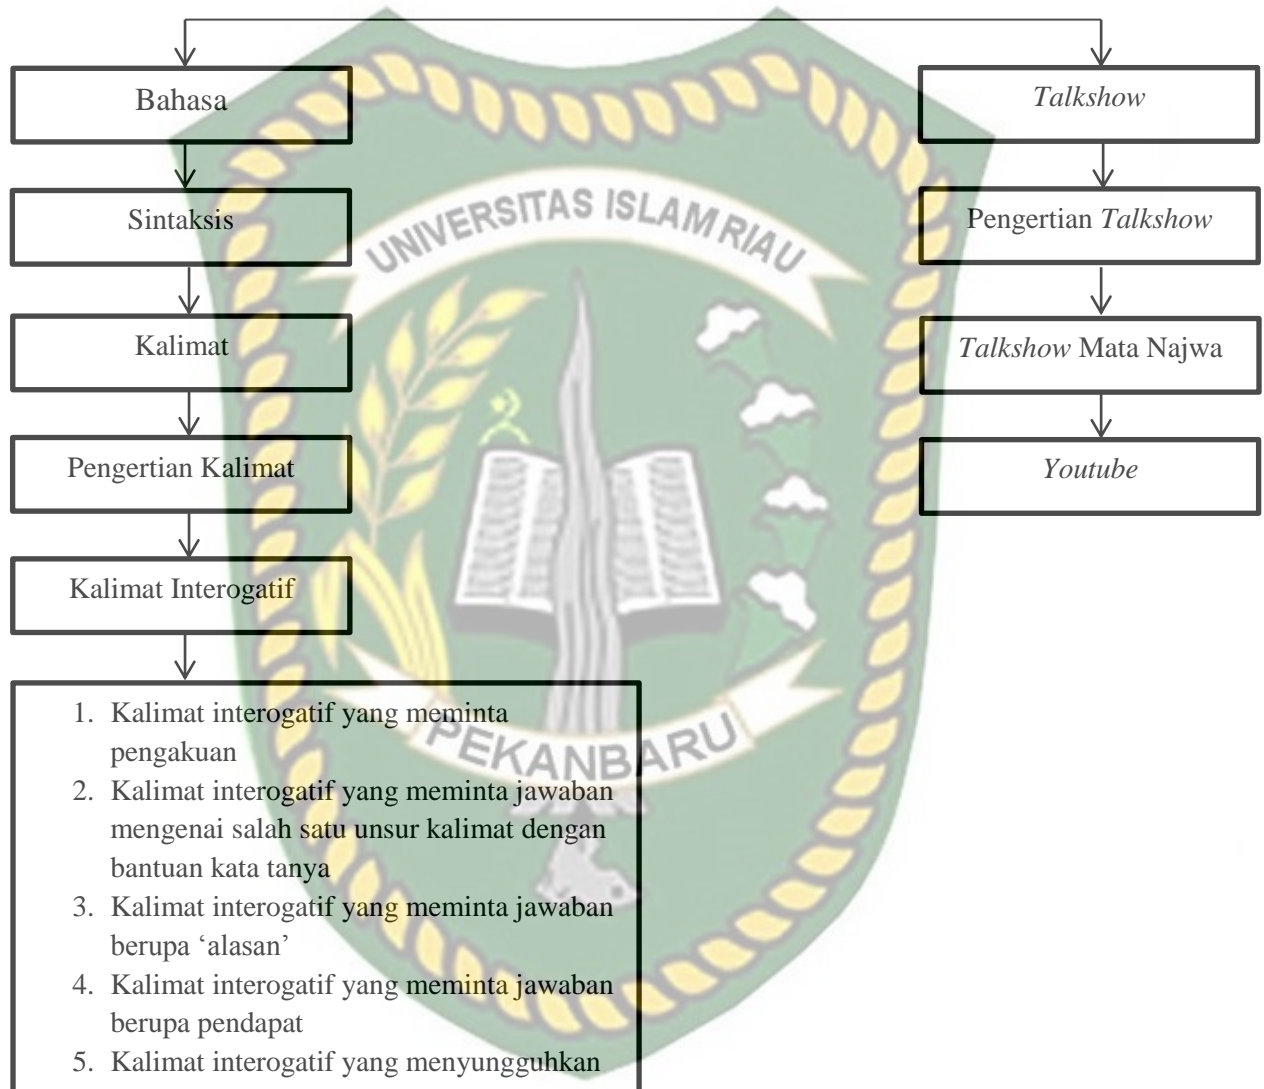 Bahasa
Sintaksis
Kalimat
Pengertian Kalimat
Kalimat Interogatif
1. Kalimat interogatif yang meminta
pengakuan
2. Kalimat interogatif yang meminta jawaban
mengenai salah satu unsur kalimat dengan
bantuan kata tanya
3. Kalimat interogatif yang meminta jawaban
berupa ‘alasan’
4. Kalimat interogatif yang meminta jawaban
berupa pendapat
5. Kalimat interogatif yang menyungguhkan
Talkshow
Pengertian Talkshow
Talkshow Mata Najwa
Youtube
UNIVERSITAS ISLAM RIAU
PEKANBARU